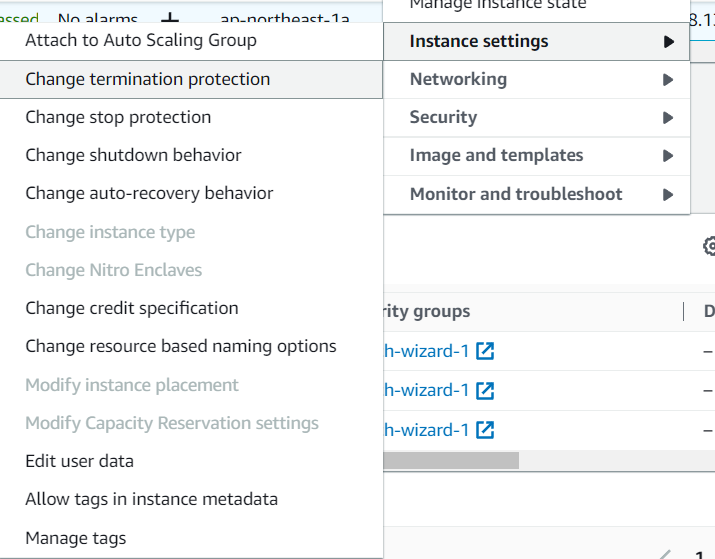 No alarms + ap-northeast-1a
Manage instance state
8.13
Attach to Auto Scaling Group
Change termination protection
Change stop protection
Change shutdown behavior
Change auto-recovery behavior
Change instance type
Change Nitro Enclaves
Change credit specification
Change resource based naming options
Modify instance placement
Modify Capacity Reservation settings
Edit user data
Allow tags in instance metadata
Manage tags
Instance settings
Networking
Security
Image and templates
Monitor and troubleshoot
rity groups
D
h-wizard-1
–
h-wizard-1
–
h-wizard-1
–
1